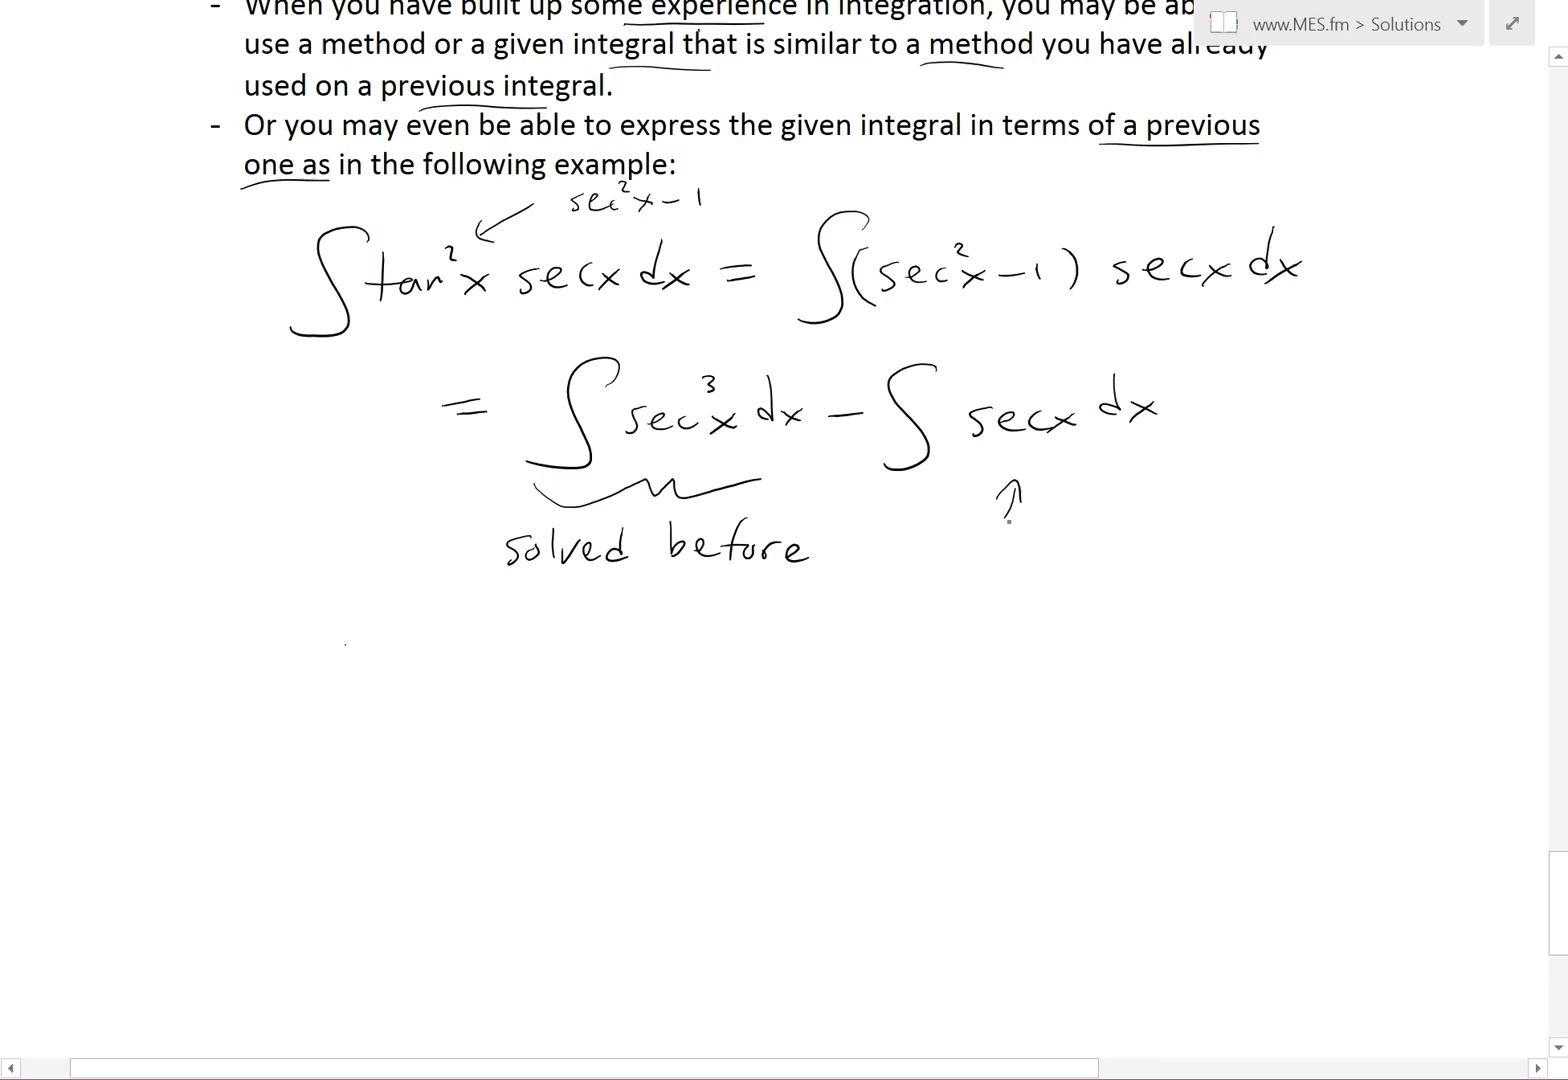 - When you have built up some experience in integration, you may be ab
www.MES.fm > Solutions
use a method or a given integral that is similar to a method you have already
used on a previous integral.
- Or you may even be able to express the given integral in terms of a previous
one as in the following example:
sec²x − 1
∫ tan²x secx dx = ∫ (sec²x − 1) secx dx
= ∫ sec³x dx − ∫ secx dx
solved before